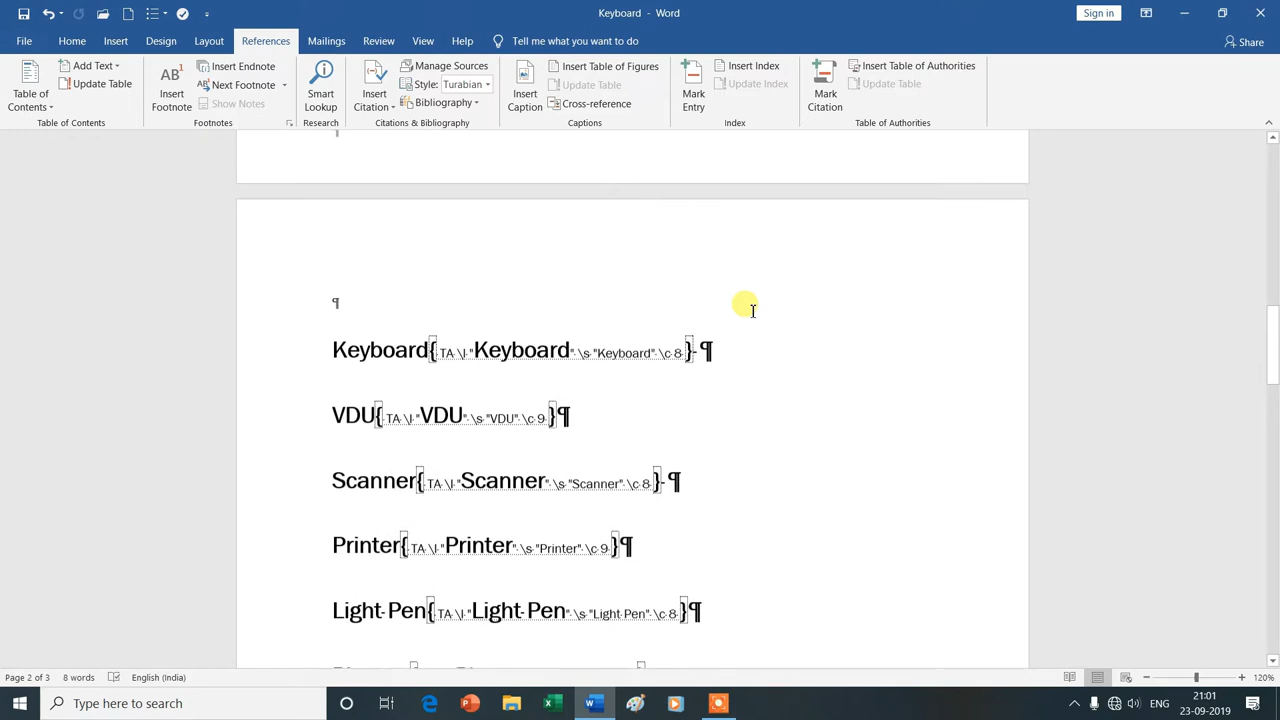 Keyboard - Word
Sign in
File Home Insert Design Layout References Mailings Review View Help Tell me what you want to do Share
Table of Contents
Add Text
Update Table
Table of Contents
Insert Footnote
AB¹
Insert Endnote
Next Footnote
Show Notes
Footnotes
Smart Lookup
Research
Insert Citation
Manage Sources
Style: Turabian
Bibliography
Citations & Bibliography
Insert Caption
Insert Table of Figures
Update Table
Cross-reference
Captions
Mark Entry
Insert Index
Update Index
Index
Mark Citation
Insert Table of Authorities
Update Table
Table of Authorities
¶
¶
Keyboard{ TA \l "Keyboard" \s "Keyboard" \c 8 } ¶
VDU{ TA \l "VDU" \s "VDU" \c 9 }¶
Scanner{ TA \l "Scanner" \s "Scanner" \c 8 } ¶
Printer{ TA \l "Printer" \s "Printer" \c 9 }¶
Light Pen{ TA \l "Light Pen" \s "Light Pen" \c 8 }¶
Page 2 of 3 8 words English (India) 120%
Type here to search
ENG
21:01
23-09-2019